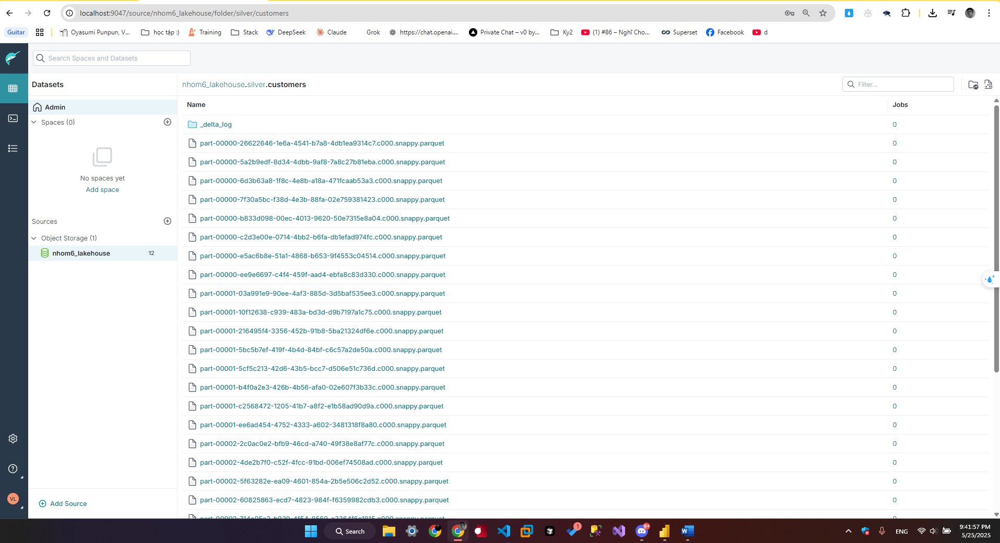 localhost:9047/source/nhom6_lakehouse/folder/silver/customers
Guitar
Oyasumi Punpun, V...
học tập :)
Training
Stack
DeepSeek
Claude
Grok
https://chat.openai....
Private Chat – v0 by...
Ky2
(1) #86 – Nghĩ Cho...
Superset
Facebook
d
Search Spaces and Datasets
Datasets
nhom6_lakehouse.silver.customers
Filter...
Admin
Spaces (0)
No spaces yet
Add space
Sources
Object Storage (1)
nhom6_lakehouse 12
Add Source
VL
Name Jobs
_delta_log 0
part-00000-26622646-1e6a-4541-b7a8-4db1ea9314c7.c000.snappy.parquet 0
part-00000-5a2b9edf-8d34-4dbb-9af8-7a8c27b81eba.c000.snappy.parquet 0
part-00000-6d3b63a8-1f8c-4e8b-a18a-471fcaab53a3.c000.snappy.parquet 0
part-00000-7f30a5bc-f38d-4e3b-88fa-02e759381423.c000.snappy.parquet 0
part-00000-b833d098-00ec-4013-9620-50e7315e8a04.c000.snappy.parquet 0
part-00000-c2d3e00e-0714-4bb2-b6fa-db1efad974fc.c000.snappy.parquet 0
part-00000-e5ac6b8e-51a1-4868-b653-9f4553c04514.c000.snappy.parquet 0
part-00000-ee9e6697-c4f4-459f-aad4-ebfa8c83d330.c000.snappy.parquet 0
part-00001-03a991e9-90ee-4af3-885d-3d5baf535ee3.c000.snappy.parquet 0
part-00001-10f12638-c939-483a-bd3d-d9b7197a1c75.c000.snappy.parquet 0
part-00001-216495f4-3356-452b-91b8-5ba21324df6e.c000.snappy.parquet 0
part-00001-5bc5b7ef-419f-4b4d-84bf-c6c57a2de50a.c000.snappy.parquet 0
part-00001-5cf5c213-42d6-43b5-bcc7-d506e51c736d.c000.snappy.parquet 0
part-00001-b4f0a2e3-426b-4b56-afa0-02e607f3b33c.c000.snappy.parquet 0
part-00001-c2568472-1205-41b7-a8f2-e1b58ad90d9a.c000.snappy.parquet 0
part-00001-ee6ad454-4752-4333-a602-3481318f8a80.c000.snappy.parquet 0
part-00002-2c0ac0e2-bfb9-46cd-a740-49f38e8af77c.c000.snappy.parquet 0
part-00002-4de2b7f0-c52f-4fcc-91bd-006ef74508ad.c000.snappy.parquet 0
part-00002-5f63282e-ea09-4601-854a-2b5e506c2d52.c000.snappy.parquet 0
part-00002-60825863-ecd7-4823-984f-f6359982cdb3.c000.snappy.parquet 0
Search
1
9+
ENG
9:41:57 PM
5/25/2025